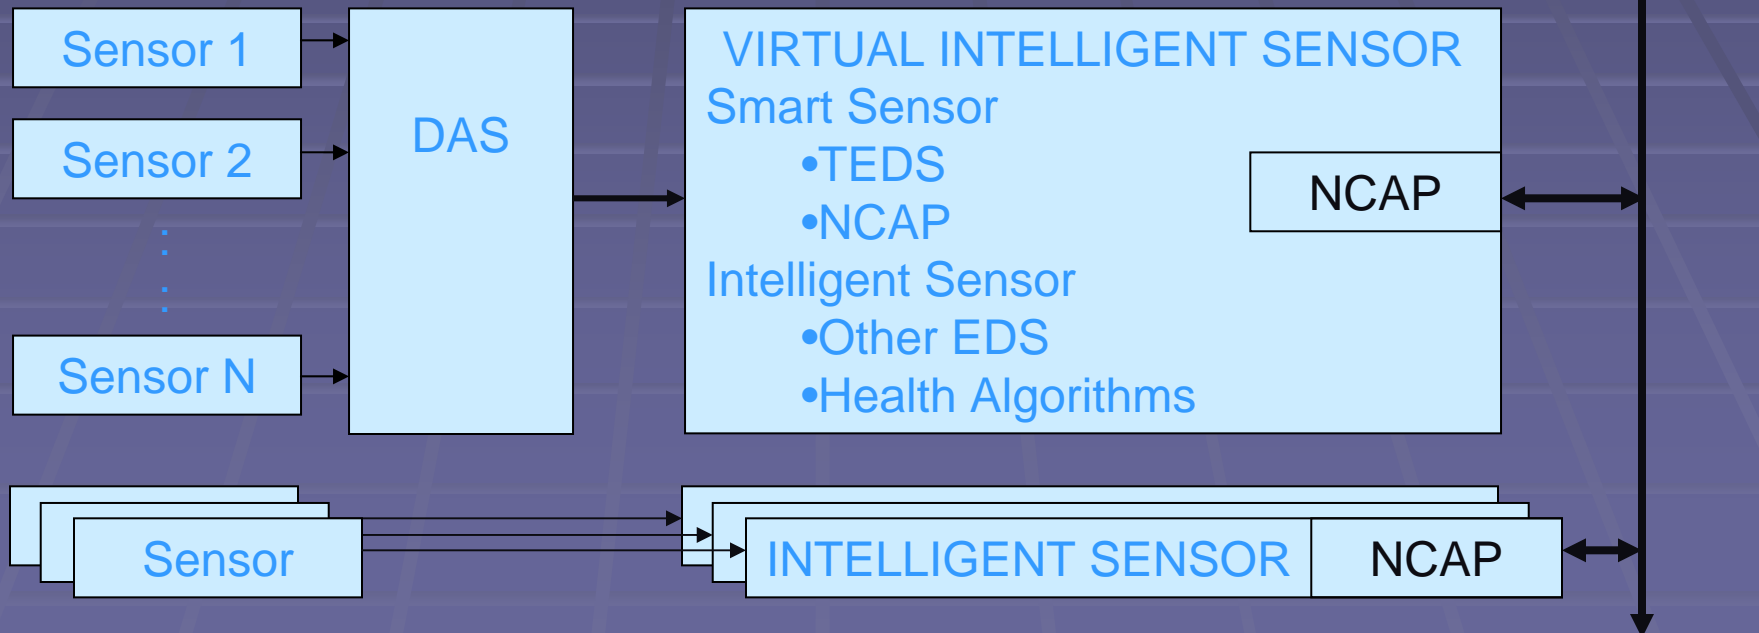 Sensor 1
Sensor 2
:
:
Sensor N
DAS
VIRTUAL INTELLIGENT SENSOR
Smart Sensor
•TEDS
•NCAP
Intelligent Sensor
•Other EDS
•Health Algorithms
NCAP
Sensor
INTELLIGENT SENSOR
NCAP